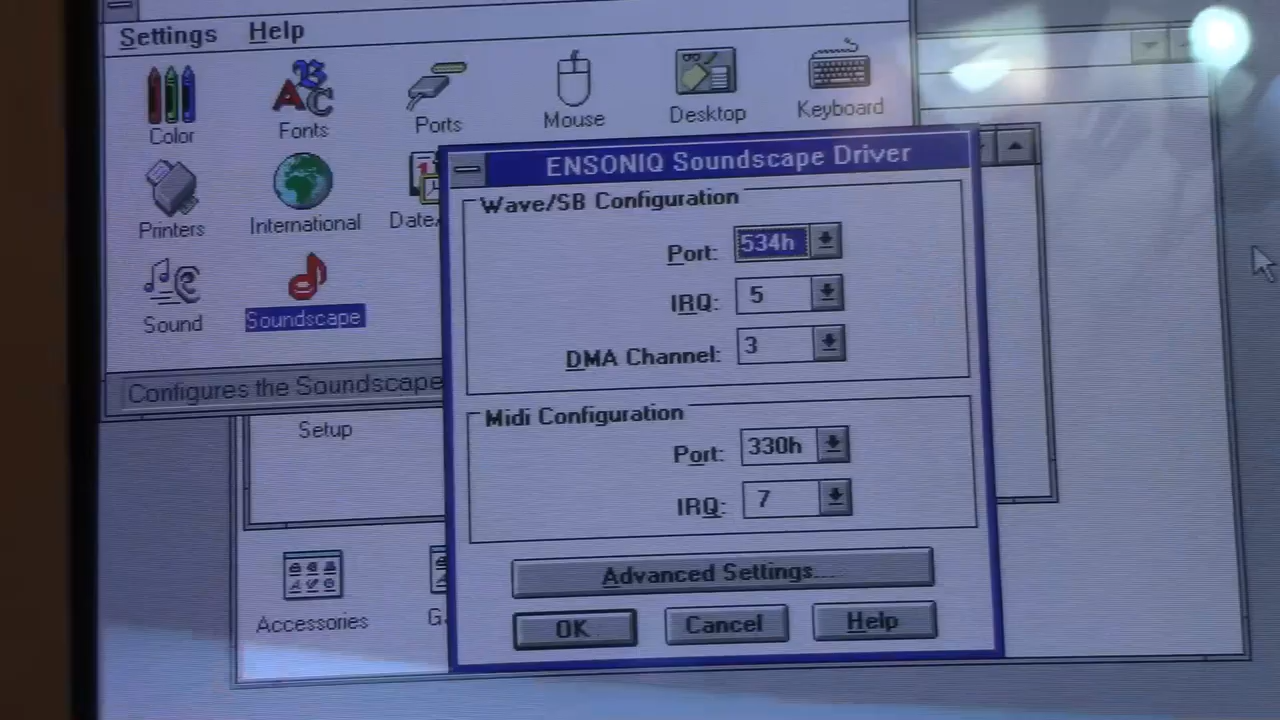 Settings Help
Color Fonts Ports Mouse Desktop Keyboard
Printers International
Sound Soundscape
Configures the Soundscape
Setup
Accessories
ENSONIQ Soundscape Driver
Wave/SB Configuration
Port: 534h
IRQ: 5
DMA Channel: 3
Midi Configuration
Port: 330h
IRQ: 7
Advanced Settings...
OK Cancel Help